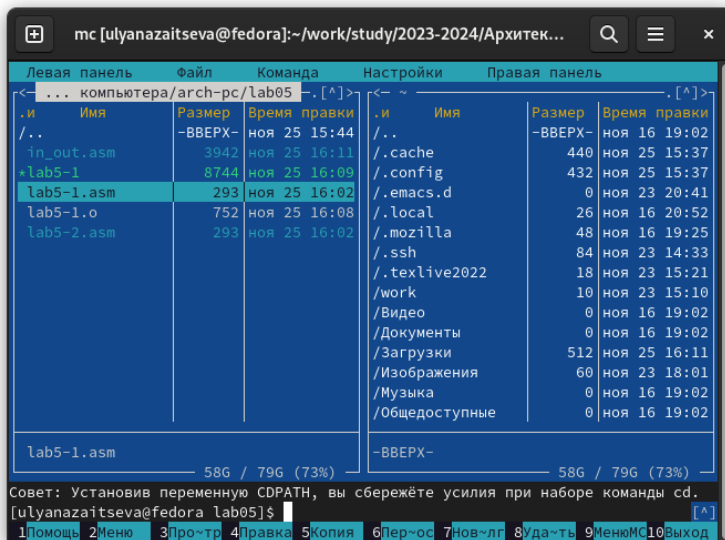 mc [ulyanazaitseva@fedora]:~/work/study/2023-2024/Архитек...
Левая панель Файл Команда Настройки Правая панель
<— ... компьютера/arch-pc/lab05 —.[^]>
.и Имя Размер Время правки
/.. -ВВЕРХ- ноя 25 15:44
in_out.asm 3942 ноя 25 16:11
*lab5-1 8744 ноя 25 16:09
lab5-1.asm 293 ноя 25 16:02
lab5-1.o 752 ноя 25 16:08
lab5-2.asm 293 ноя 25 16:02
lab5-1.asm
58G / 79G (73%)
<— ~ —.[^]>
.и Имя Размер Время правки
/.. -ВВЕРХ- ноя 16 19:02
/.cache 440 ноя 25 15:37
/.config 432 ноя 25 15:37
/.emacs.d 0 ноя 23 20:41
/.local 26 ноя 16 20:52
/.mozilla 48 ноя 16 19:25
/.ssh 84 ноя 23 14:33
/.texlive2022 18 ноя 23 15:21
/work 10 ноя 23 15:10
/Видео 0 ноя 16 19:02
/Документы 0 ноя 16 19:02
/Загрузки 512 ноя 25 16:11
/Изображения 60 ноя 23 18:01
/Музыка 0 ноя 16 19:02
/Общедоступные 0 ноя 16 19:02
-ВВЕРХ-
58G / 79G (73%)
Совет: Установив переменную CDPATH, вы сбережёте усилия при наборе команды cd.
[ulyanazaitseva@fedora lab05]$ [^]
1Помощь 2Меню 3Про~тр 4Правка 5Копия 6Пер~ос 7Нов~лг 8Уда~ть 9МенюMC 10Выход